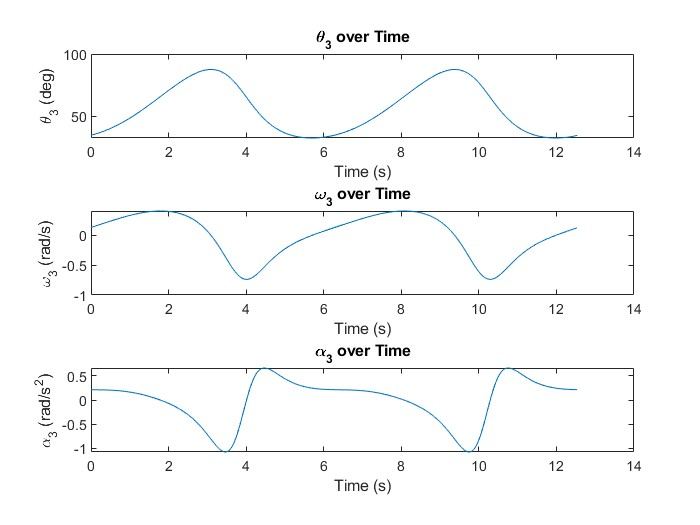 θ3 over Time
100
50
θ3 (deg)
0 2 4 6 8 10 12 14
Time (s)
ω3 over Time
0
-0.5
-1
ω3 (rad/s)
0 2 4 6 8 10 12 14
Time (s)
α3 over Time
0.5
0
-0.5
-1
α3 (rad/s2)
0 2 4 6 8 10 12 14
Time (s)